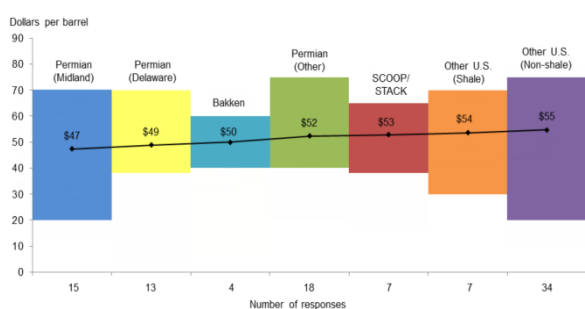 Dollars per barrel
90
80
70
60
50
40
30
20
10
0
Permian
(Midland)
Permian
(Delaware)
Bakken
Permian
(Other)
SCOOP/
STACK
Other U.S.
(Shale)
Other U.S.
(Non-shale)
$47
$49
$50
$52
$53
$54
$55
15
13
4
18
7
7
34
Number of responses